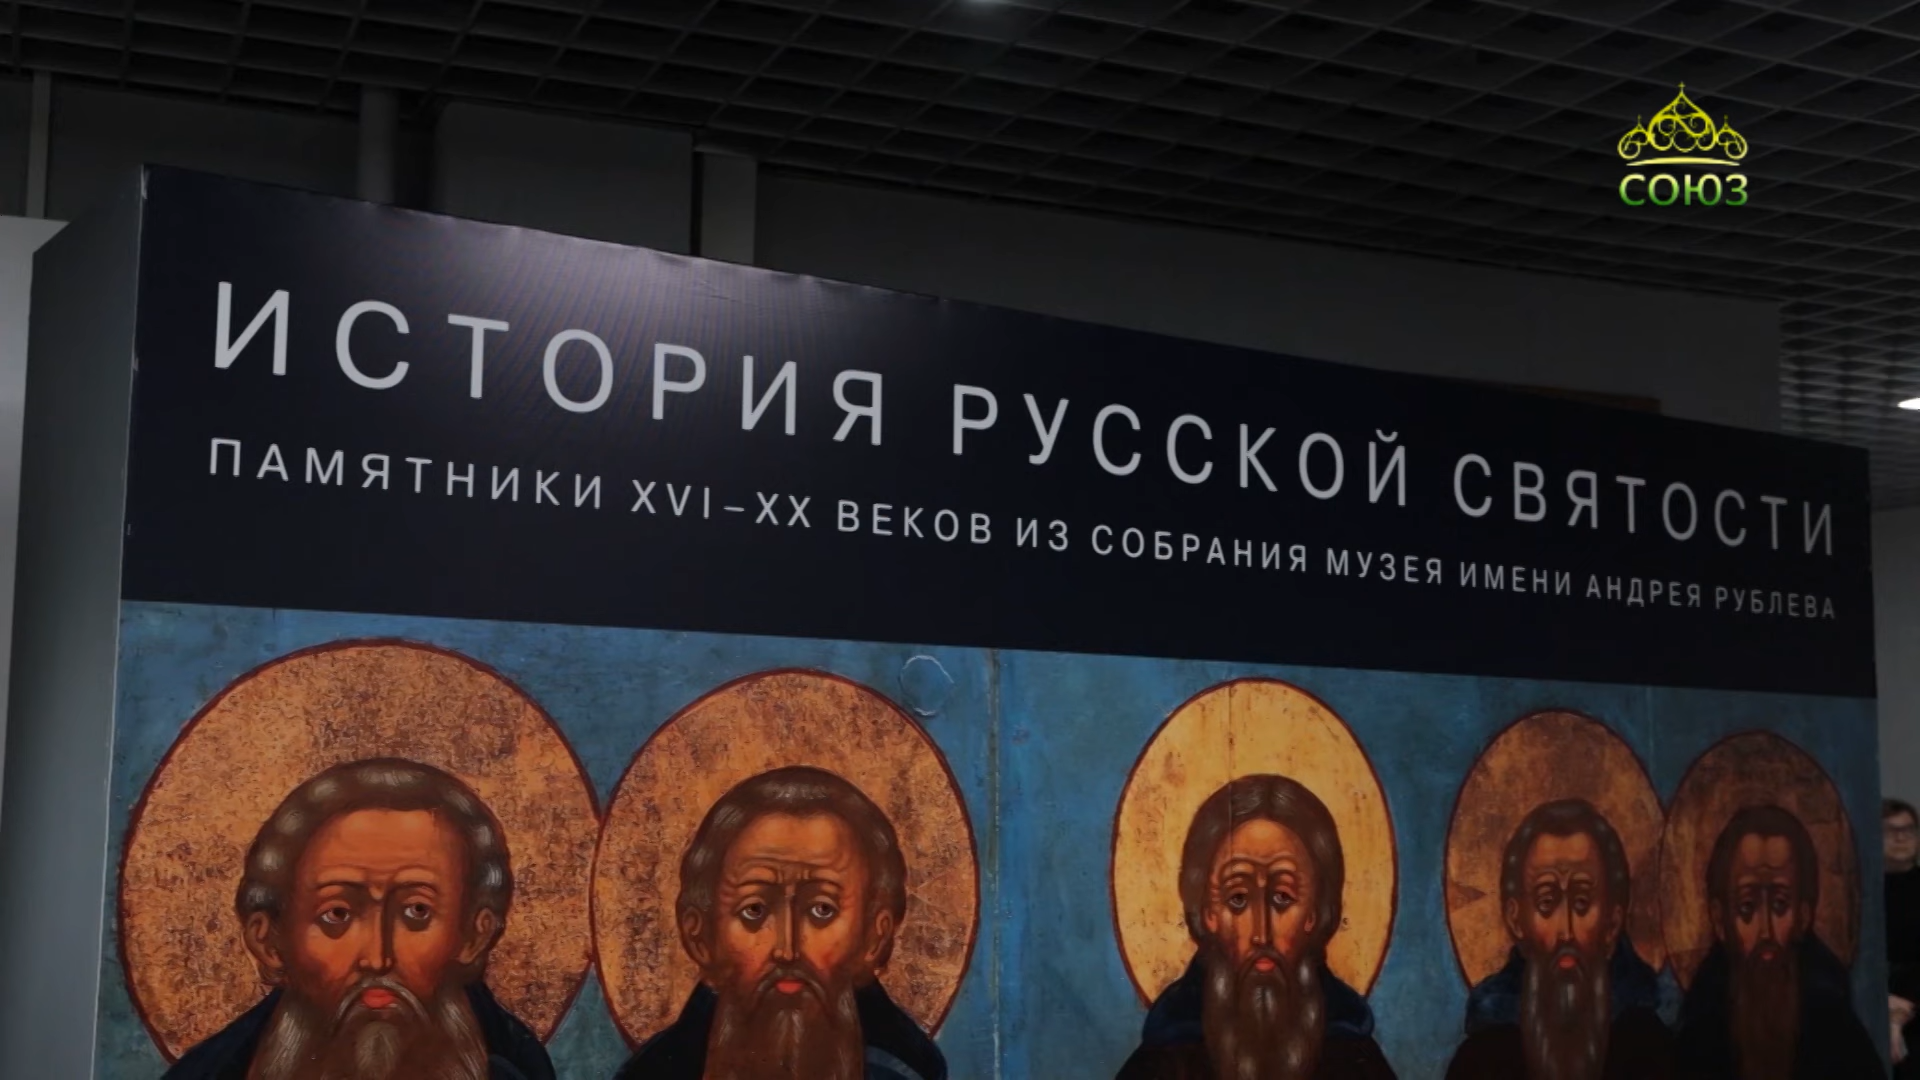 СОЮЗ
ИСТОРИЯ РУССКОЙ СВЯТОСТИ
ПАМЯТНИКИ XVI–XX ВЕКОВ ИЗ СОБРАНИЯ МУЗЕЯ ИМЕНИ АНДРЕЯ РУБЛЕВА